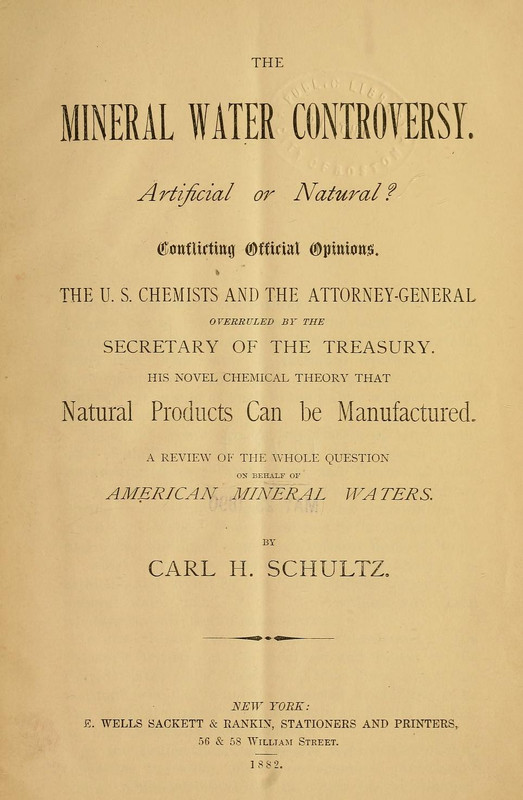 THE
MINERAL WATER CONTROVERSY.
Artificial or Natural?
Conflicting Official Opinions.
THE U. S. CHEMISTS AND THE ATTORNEY-GENERAL
OVERRULED BY THE
SECRETARY OF THE TREASURY.
HIS NOVEL CHEMICAL THEORY THAT
Natural Products Can be Manufactured.
A REVIEW OF THE WHOLE QUESTION
ON BEHALF OF
AMERICAN MINERAL WATERS.
BY
CARL H. SCHULTZ.
NEW YORK:
E. WELLS SACKETT & RANKIN, STATIONERS AND PRINTERS,
56 & 58 WILLIAM STREET.
1882.